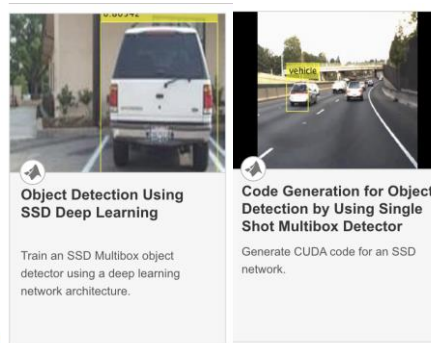 vehicle
Object Detection Using
SSD Deep Learning
Train an SSD Multibox object
detector using a deep learning
network architecture.
Code Generation for Object
Detection by Using Single
Shot Multibox Detector
Generate CUDA code for an SSD
network.